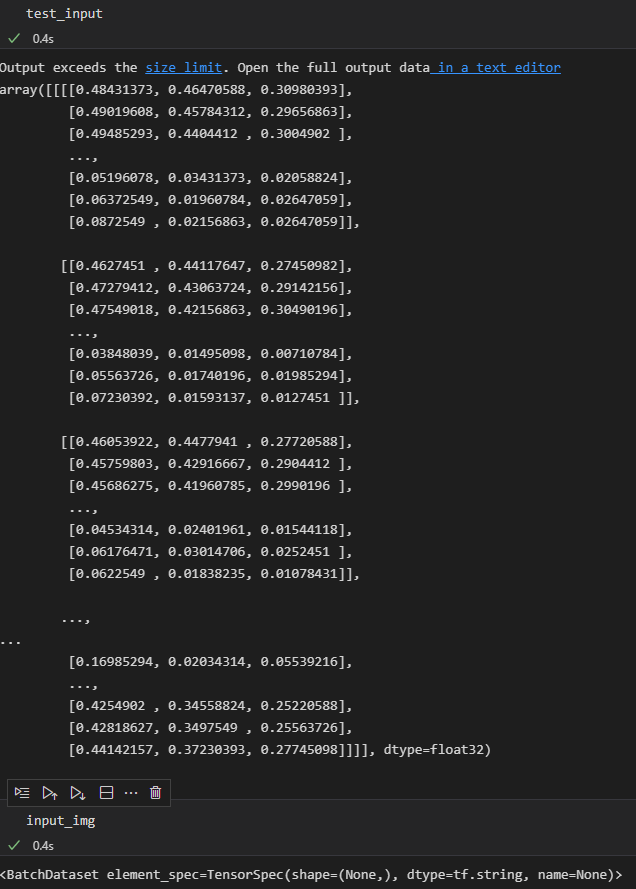 test_input
0.4s
Output exceeds the size limit. Open the full output data in a text editor
array([[[[0.48431373, 0.46470588, 0.30980393],
[0.49019608, 0.45784312, 0.29656863],
[0.49485293, 0.4404412 , 0.3004902 ],
...,
[0.05196078, 0.03431373, 0.02058824],
[0.06372549, 0.01960784, 0.02647059],
[0.0872549 , 0.02156863, 0.02647059]],
[[0.4627451 , 0.44117647, 0.27450982],
[0.47279412, 0.43063724, 0.29142156],
[0.47549018, 0.42156863, 0.30490196],
...,
[0.03848039, 0.01495098, 0.00710784],
[0.05563726, 0.01740196, 0.01985294],
[0.07230392, 0.01593137, 0.0127451 ]],
[[0.46053922, 0.4477941 , 0.27720588],
[0.45759803, 0.42916667, 0.2904412 ],
[0.45686275, 0.41960785, 0.2990196 ],
...,
[0.04534314, 0.02401961, 0.01544118],
[0.06176471, 0.03014706, 0.0252451 ],
[0.0622549 , 0.01838235, 0.01078431]],
...,
...
[0.16985294, 0.02034314, 0.05539216],
...,
[0.4254902 , 0.34558824, 0.25220588],
[0.42818627, 0.3497549 , 0.25563726],
[0.44142157, 0.37230393, 0.27745098]]]], dtype=float32)
input_img
0.4s
<BatchDataset element_spec=TensorSpec(shape=(None,), dtype=tf.string, name=None)>